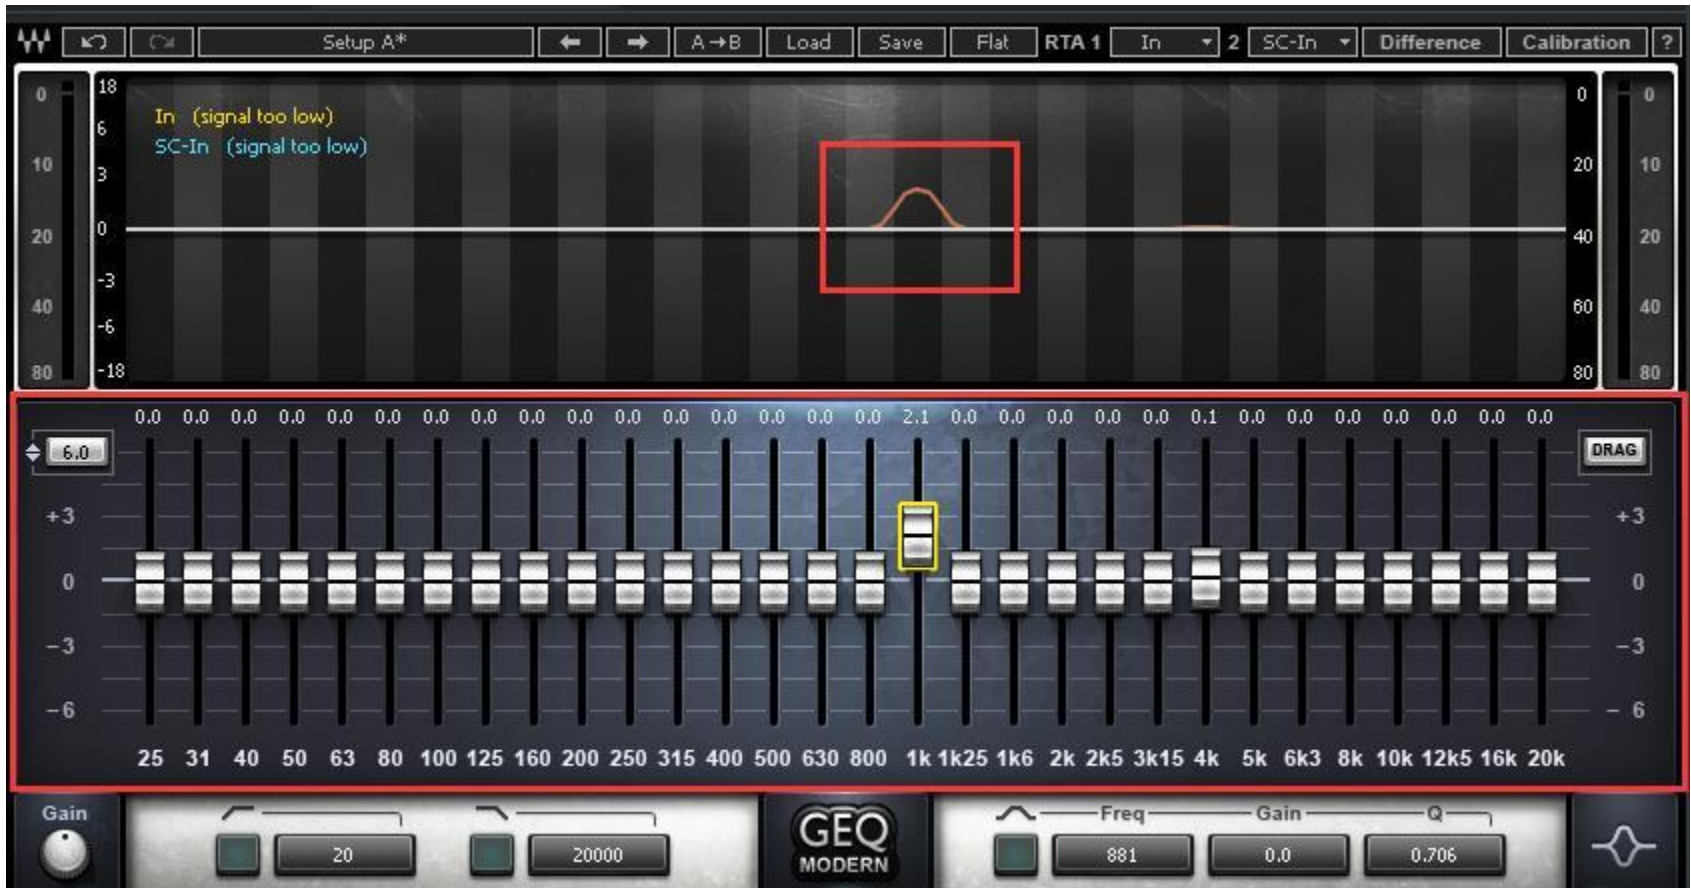 Setup A* A→B Load Save Flat RTA 1 In 2 SC-In Difference Calibration ?
0 18 0 0
In (signal too low)
6
SC-In (signal too low)
10 3 20 10
20 0 40 20
-3
40 60 40
-6
80 -18 80 80
0.0 0.0 0.0 0.0 0.0 0.0 0.0 0.0 0.0 0.0 0.0 0.0 0.0 0.0 0.0 0.0 2.1 0.0 0.0 0.0 0.0 0.0 0.1 0.0 0.0 0.0 0.0 0.0 0.0 0.0
6.0 DRAG
+3 +3
0 0
-3 -3
-6 - 6
25 31 40 50 63 80 100 125 160 200 250 315 400 500 630 800 1k 1k25 1k6 2k 2k5 3k15 4k 5k 6k3 8k 10k 12k5 16k 20k
Gain GEQ Freq Gain Q
20 20000 MODERN 881 0.0 0.706